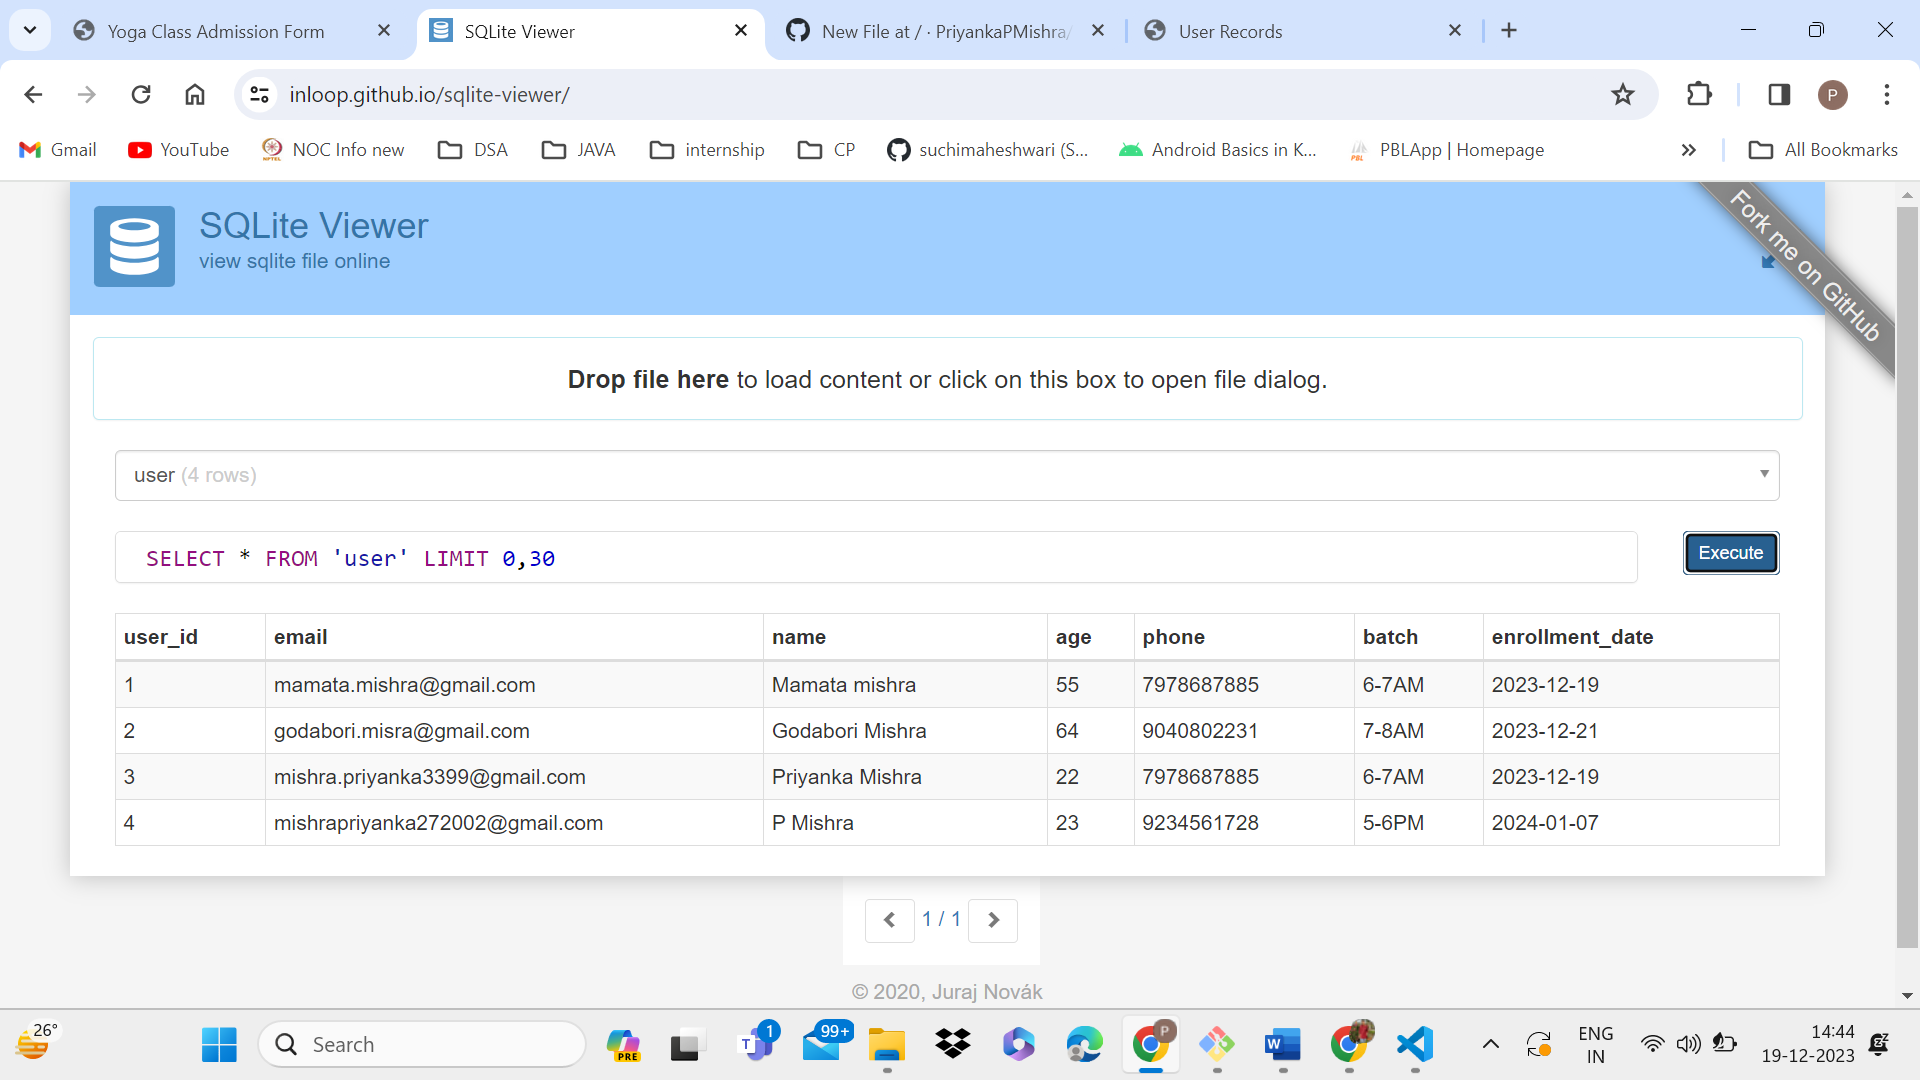 Yoga Class Admission Form
SQLite Viewer
New File at / · PriyankaPMishra/
User Records
inloop.github.io/sqlite-viewer/
P
Gmail
YouTube
NOC Info new
DSA
JAVA
internship
CP
suchimaheshwari (S...
Android Basics in K...
PBLApp | Homepage
All Bookmarks
SQLite Viewer
view sqlite file online
Fork me on GitHub
Drop file here to load content or click on this box to open file dialog.
user (4 rows)
SELECT * FROM 'user' LIMIT 0,30
Execute
user_id email name age phone batch enrollment_date
1 mamata.mishra@gmail.com Mamata mishra 55 7978687885 6-7AM 2023-12-19
2 godabori.misra@gmail.com Godabori Mishra 64 9040802231 7-8AM 2023-12-21
3 mishra.priyanka3399@gmail.com Priyanka Mishra 22 7978687885 6-7AM 2023-12-19
4 mishrapriyanka272002@gmail.com P Mishra 23 9234561728 5-6PM 2024-01-07
1 / 1
© 2020, Juraj Novák
26°
Search
PRE
T
1
99+
P
W
ENG
IN
14:44
19-12-2023